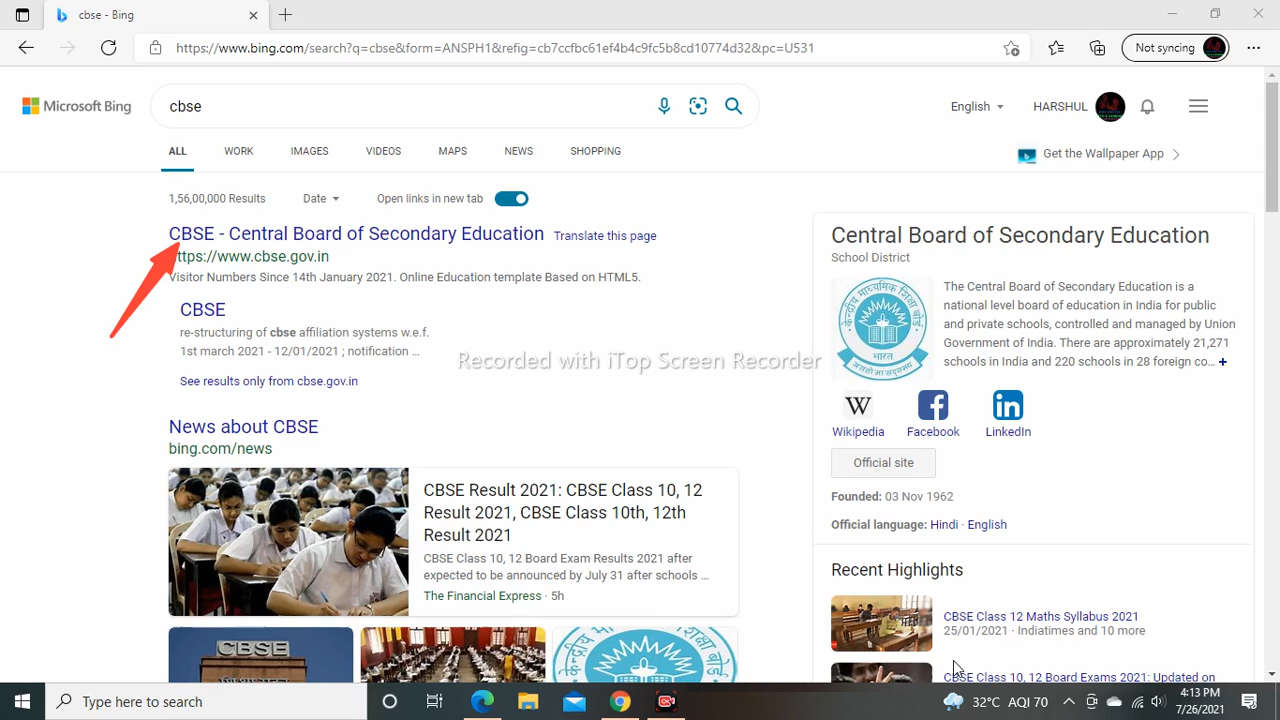 cbse - Bing
https://www.bing.com/search?q=cbse&form=ANSPH1&refig=cb7ccfbc61ef4b4c9fc5b8cd10774d32&pc=U531
Not syncing
Microsoft Bing
cbse
English
HARSHUL
ALL WORK IMAGES VIDEOS MAPS NEWS SHOPPING
Get the Wallpaper App
1,56,00,000 Results Date Open links in new tab
CBSE - Central Board of Secondary Education Translate this page
https://www.cbse.gov.in
Visitor Numbers Since 14th January 2021. Online Education template Based on HTML5.
CBSE
re-structuring of cbse affiliation systems w.e.f.
1st march 2021 - 12/01/2021 ; notification ...
See results only from cbse.gov.in
Recorded with iTop Screen Recorder
News about CBSE
bing.com/news
CBSE Result 2021: CBSE Class 10, 12
Result 2021, CBSE Class 10th, 12th
Result 2021
CBSE Class 10, 12 Board Exam Results 2021 after
expected to be announced by July 31 after schools ...
The Financial Express · 5h
CBSE
Central Board of Secondary Education
School District
The Central Board of Secondary Education is a
national level board of education in India for public
and private schools, controlled and managed by Union
Government of India. There are approximately 21,271
schools in India and 220 schools in 28 foreign co... +
भारत
असतो मा सद्गमय
Wikipedia Facebook LinkedIn
Official site
Founded: 03 Nov 1962
Official language: Hindi · English
Recent Highlights
CBSE Class 12 Maths Syllabus 2021
25/01/2021 · Indiatimes and 10 more
CBSE Class 10, 12 Board Exams 2021: Updated on
Type here to search
32°C AQI 70
4:13 PM
7/26/2021